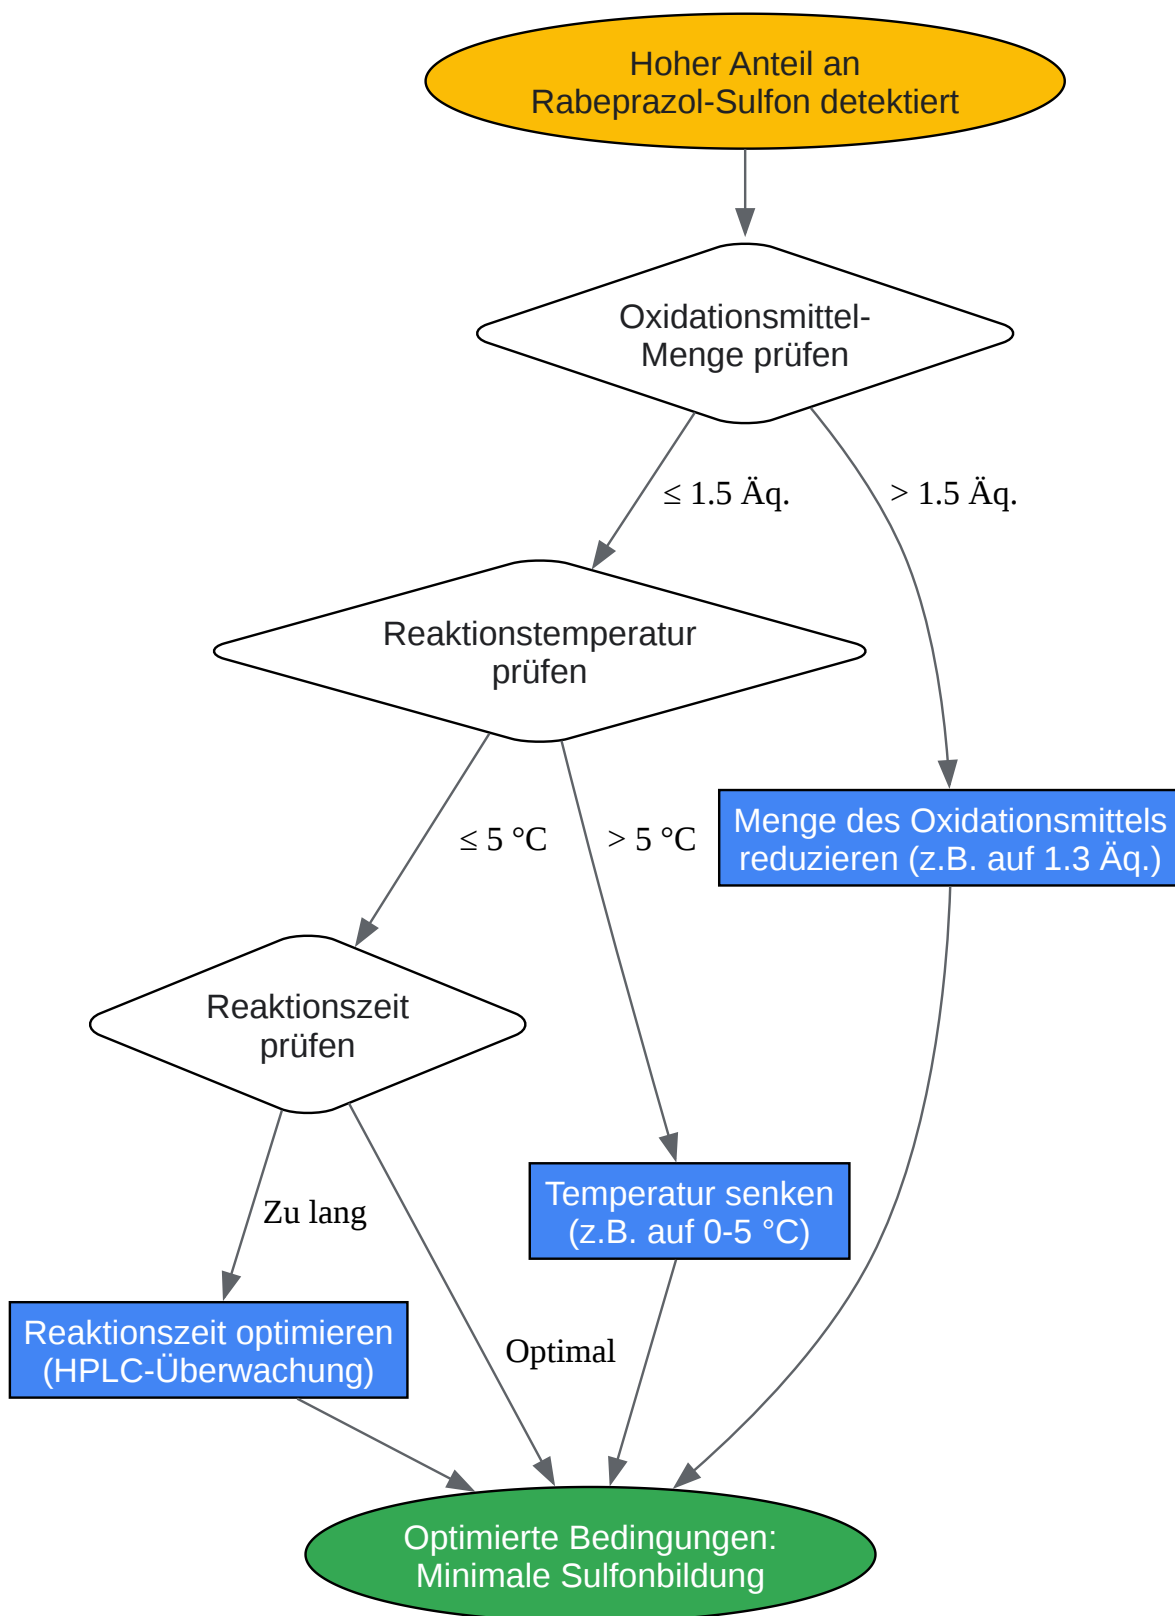 Hoher Anteil an
Rabeprazol-Sulfon detektiert
Oxidationsmittel-
Menge prüfen
≤ 1.5 Äq.
> 1.5 Äq.
Reaktionstemperatur
prüfen
≤ 5 °C
> 5 °C
Menge des Oxidationsmittels
reduzieren (z.B. auf 1.3 Äq.)
Reaktionszeit
prüfen
Zu lang
Temperatur senken
(z.B. auf 0-5 °C)
Reaktionszeit optimieren
(HPLC-Überwachung)
Optimal
Optimierte Bedingungen:
Minimale Sulfonbildung